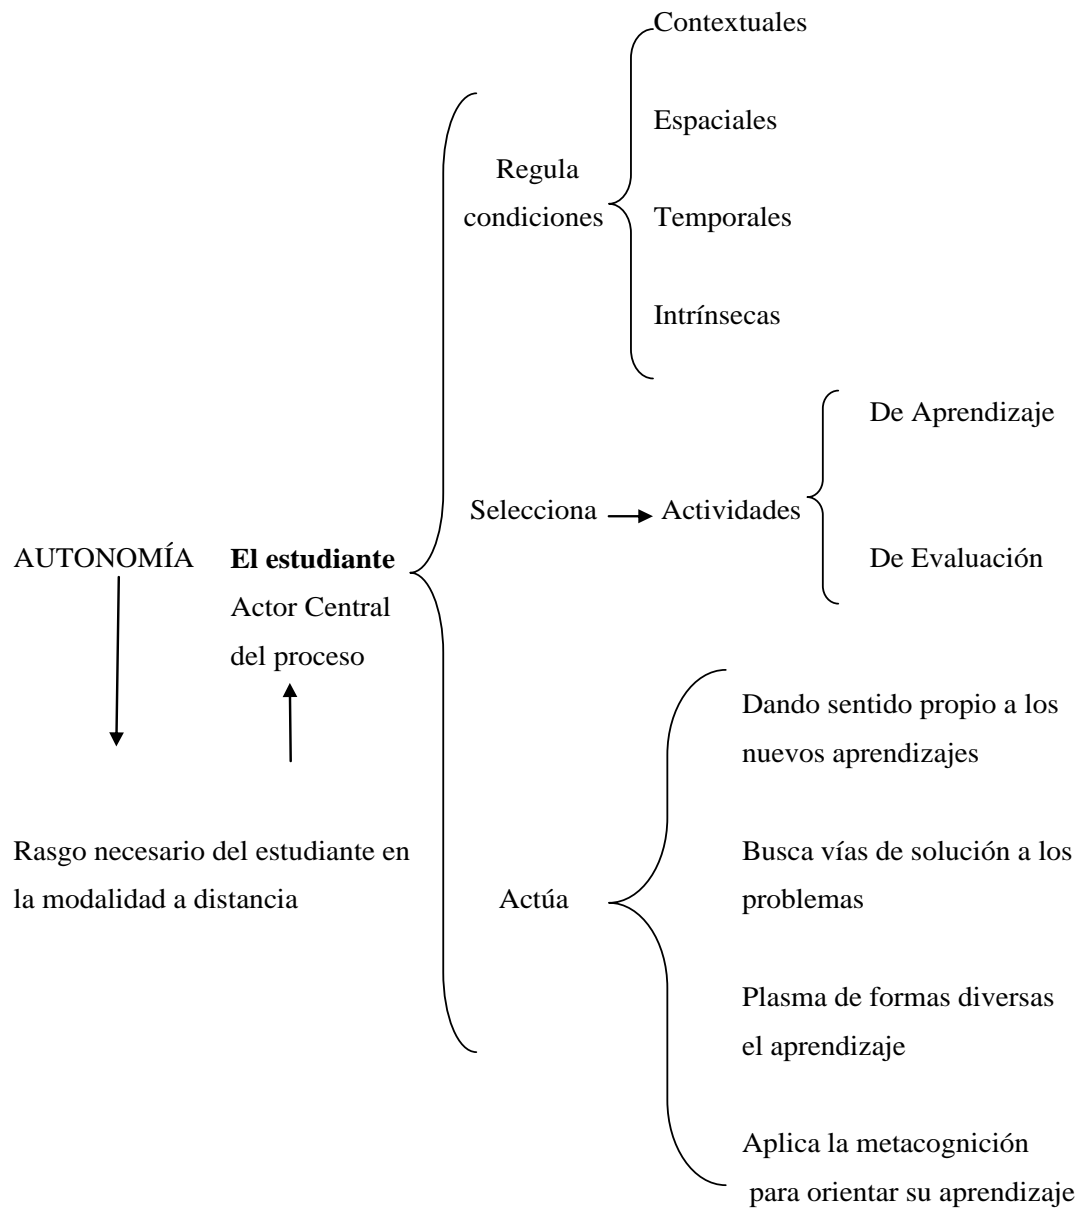 Contextuales
Espaciales
Regula
condiciones
Temporales
Intrínsecas
De Aprendizaje
Selecciona
Actividades
De Evaluación
AUTONOMÍA
El estudiante
Actor Central
del proceso
Rasgo necesario del estudiante en
la modalidad a distancia
Actúa
Dando sentido propio a los
nuevos aprendizajes
Busca vías de solución a los
problemas
Plasma de formas diversas
el aprendizaje
Aplica la metacognición
para orientar su aprendizaje